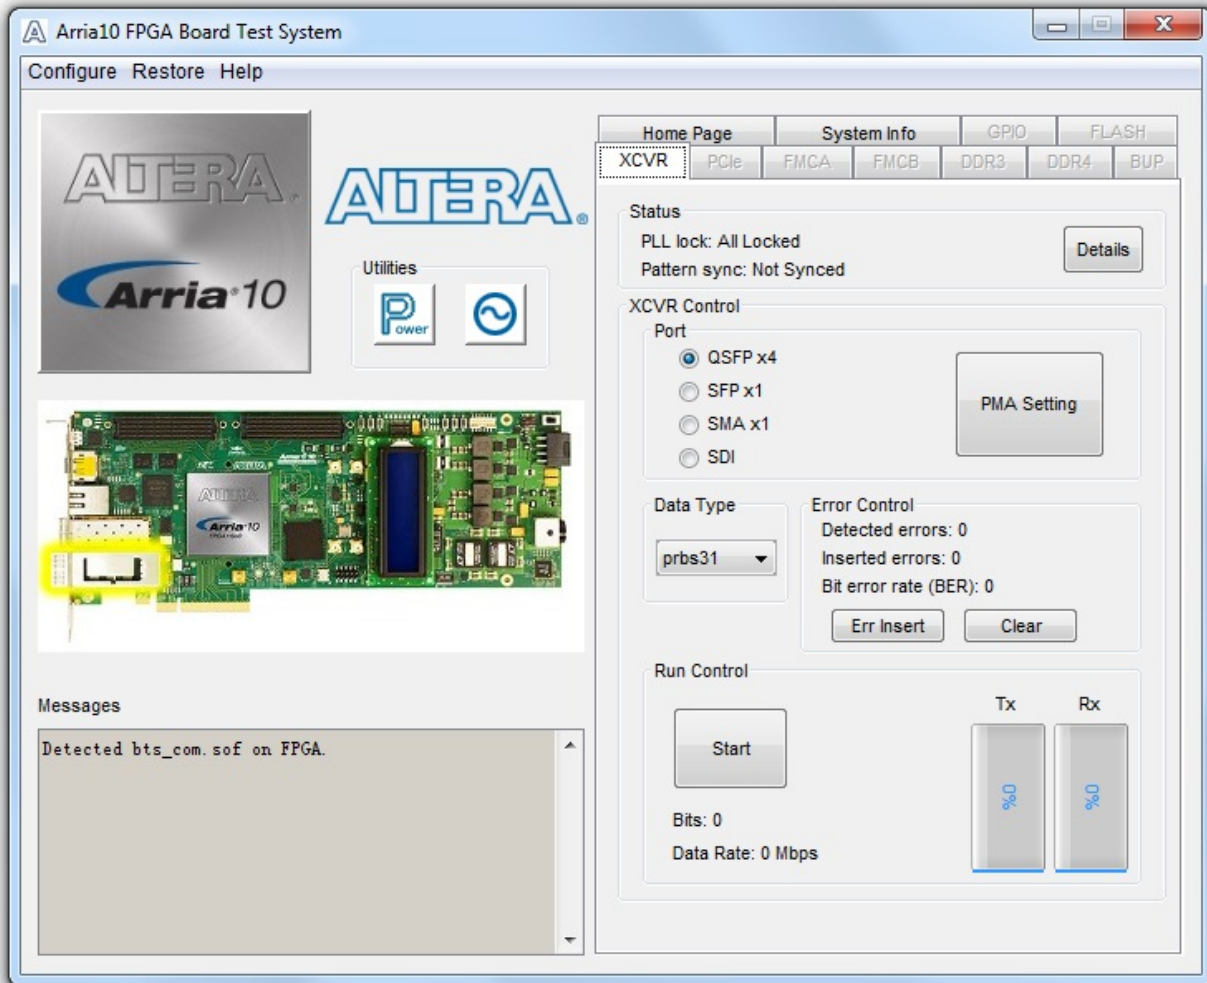 Arria10 FPGA Board Test System
Configure Restore Help
ALTERA
Arria 10
ALTERA®
Utilities
Power
Home Page System Info GPIO FLASH
XCVR PCIe FMCA FMCB DDR3 DDR4 BUP
Status
PLL lock: All Locked
Pattern sync: Not Synced
Details
XCVR Control
Port
QSFP x4
SFP x1
SMA x1
SDI
PMA Setting
Data Type
prbs31
Error Control
Detected errors: 0
Inserted errors: 0
Bit error rate (BER): 0
Err Insert Clear
Run Control
Start
Bits: 0
Data Rate: 0 Mbps
Tx Rx
0% 0%
ALTERA
Arria 10
Messages
Detected bts_com.sof on FPGA.